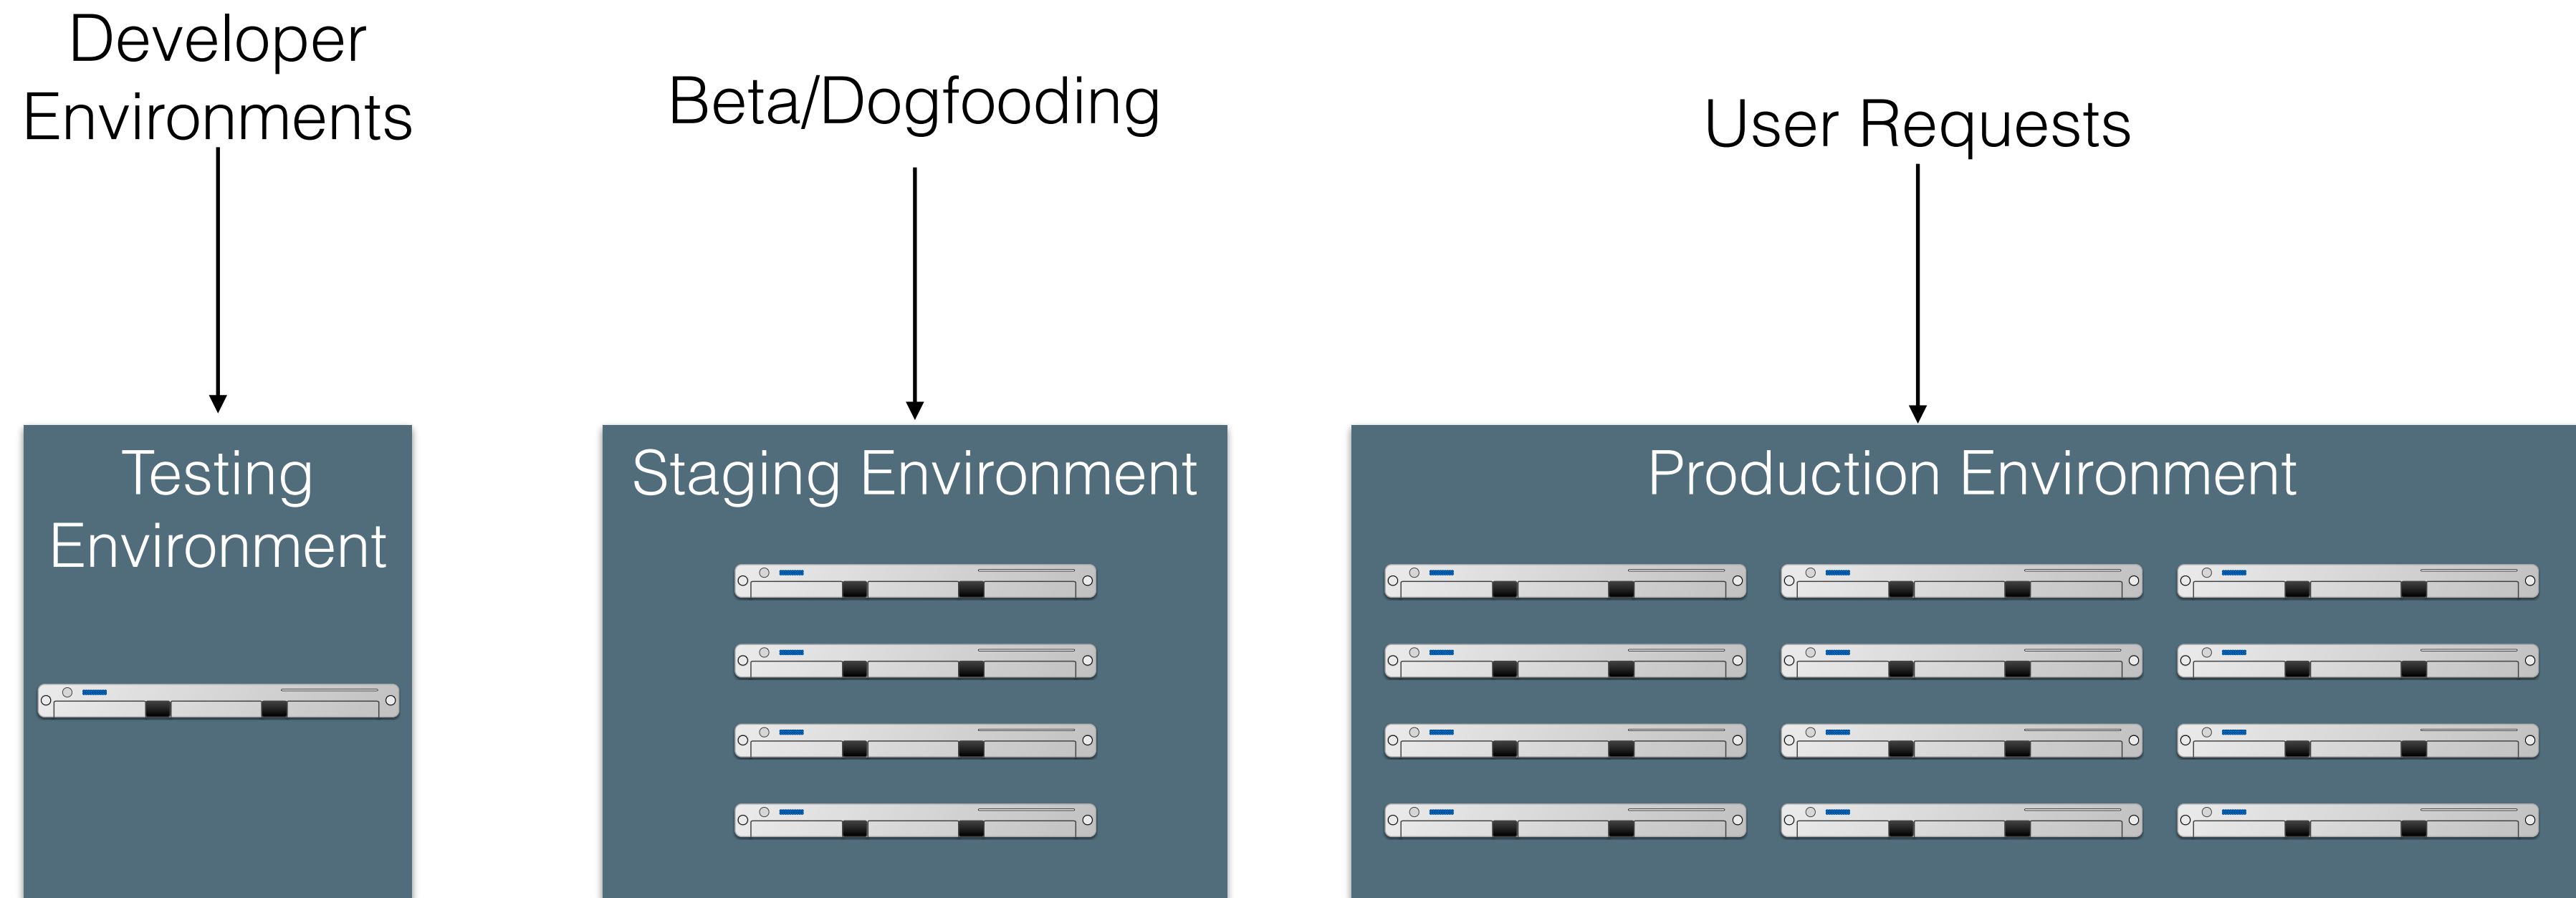 Developer
Environments
Beta/Dogfooding
User Requests
Testing
Environment
Staging Environment
Production Environment